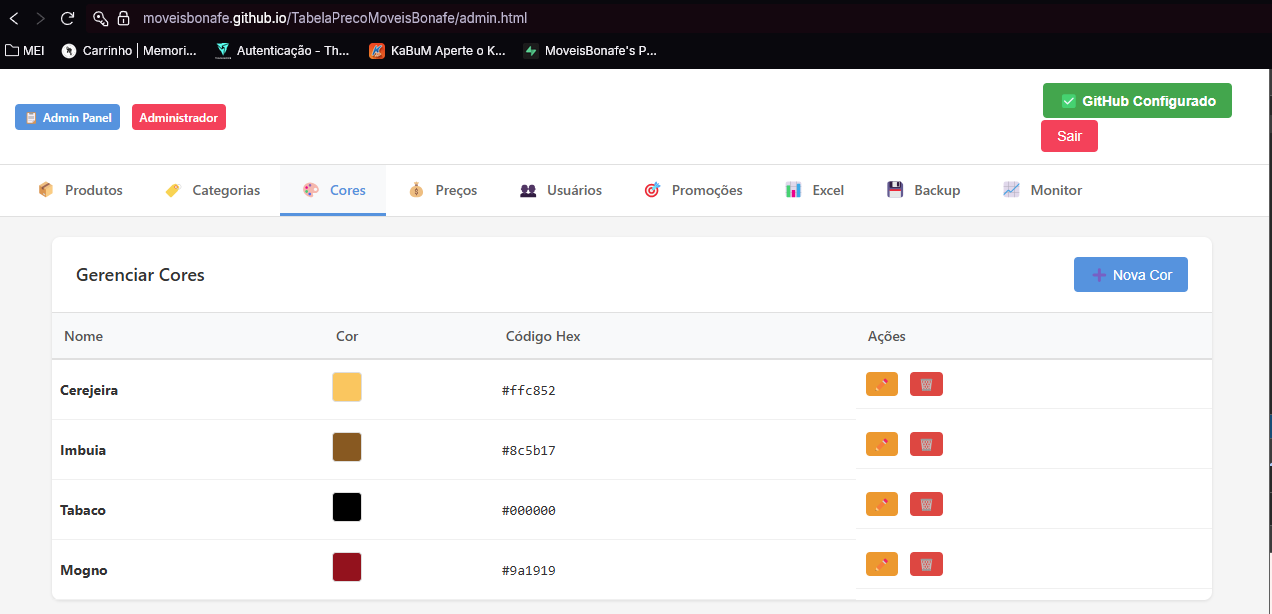 moveisbonafe.github.io/TabelaPrecoMoveisBonafe/admin.html
MEI Carrinho | Memori... Autenticação - Th... KaBuM Aperte o K... MoveisBonafe's P...
Admin Panel Administrador GitHub Configurado
Sair
Produtos Categorias Cores Preços Usuários Promoções Excel Backup Monitor
Gerenciar Cores Nova Cor
Nome Cor Código Hex Ações
Cerejeira #ffc852
Imbuia #8c5b17
Tabaco #000000
Mogno #9a1919